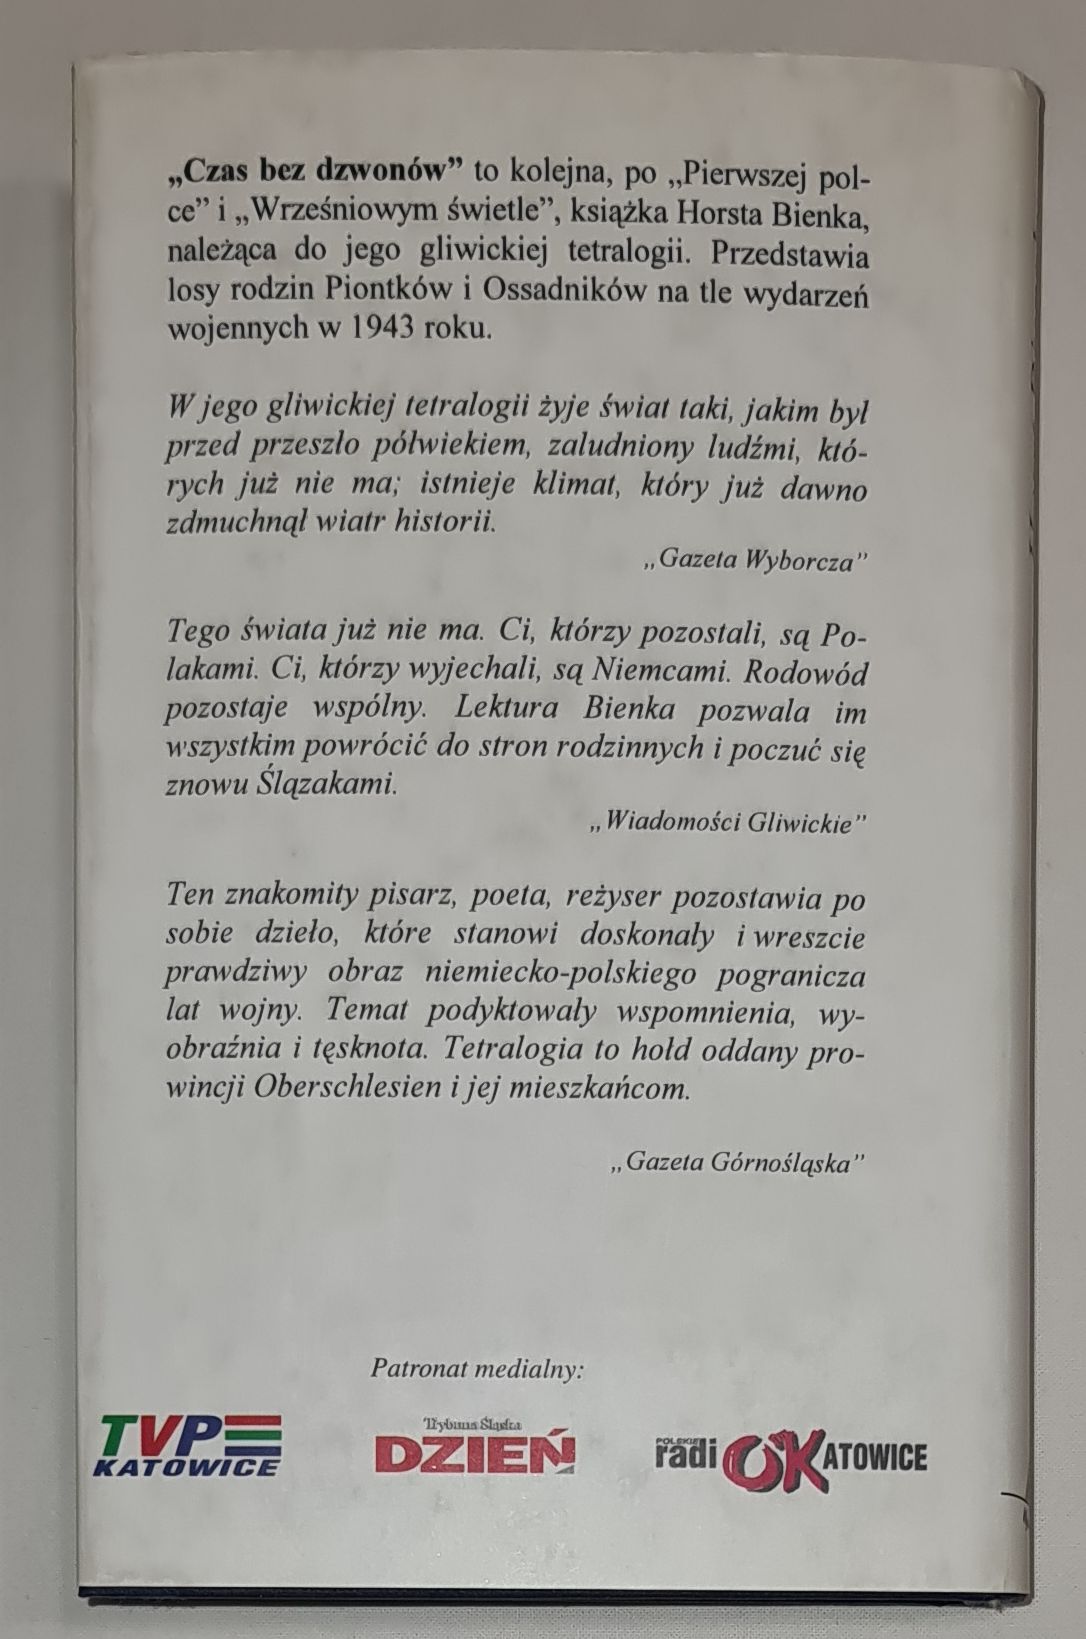 „Czas bez dzwonów” to kolejna, po „Pierwszej pol-
ce” i „Wrześniowym świetle”, książka Horsta Bienka,
należąca do jego gliwickiej tetralogii. Przedstawia
losy rodzin Piontków i Ossadników na tle wydarzeń
wojennych w 1943 roku.
W jego gliwickiej tetralogii żyje świat taki, jakim był
przed przeszło półwiekiem, zaludniony ludźmi, któ-
rych już nie ma; istnieje klimat, który już dawno
zdmuchnął wiatr historii.
„Gazeta Wyborcza”
Tego świata już nie ma. Ci, którzy pozostali, są Po-
lakami. Ci, którzy wyjechali, są Niemcami. Rodowód
pozostaje wspólny. Lektura Bienka pozwala im
wszystkim powrócić do stron rodzinnych i poczuć się
znowu Ślązakami.
„Wiadomości Gliwickie”
Ten znakomity pisarz, poeta, reżyser pozostawia po
sobie dzieło, które stanowi doskonały i wreszcie
prawdziwy obraz niemiecko-polskiego pogranicza
lat wojny. Temat podyktowały wspomnienia, wy-
obraźnia i tęsknota. Tetralogia to hołd oddany pro-
wincji Oberschlesien i jej mieszkańcom.
„Gazeta Górnośląska”
Patronat medialny:
TVP
KATOWICE
Trybuna Śląska
DZIEŃ
POLSKIE
radiO KATOWICE